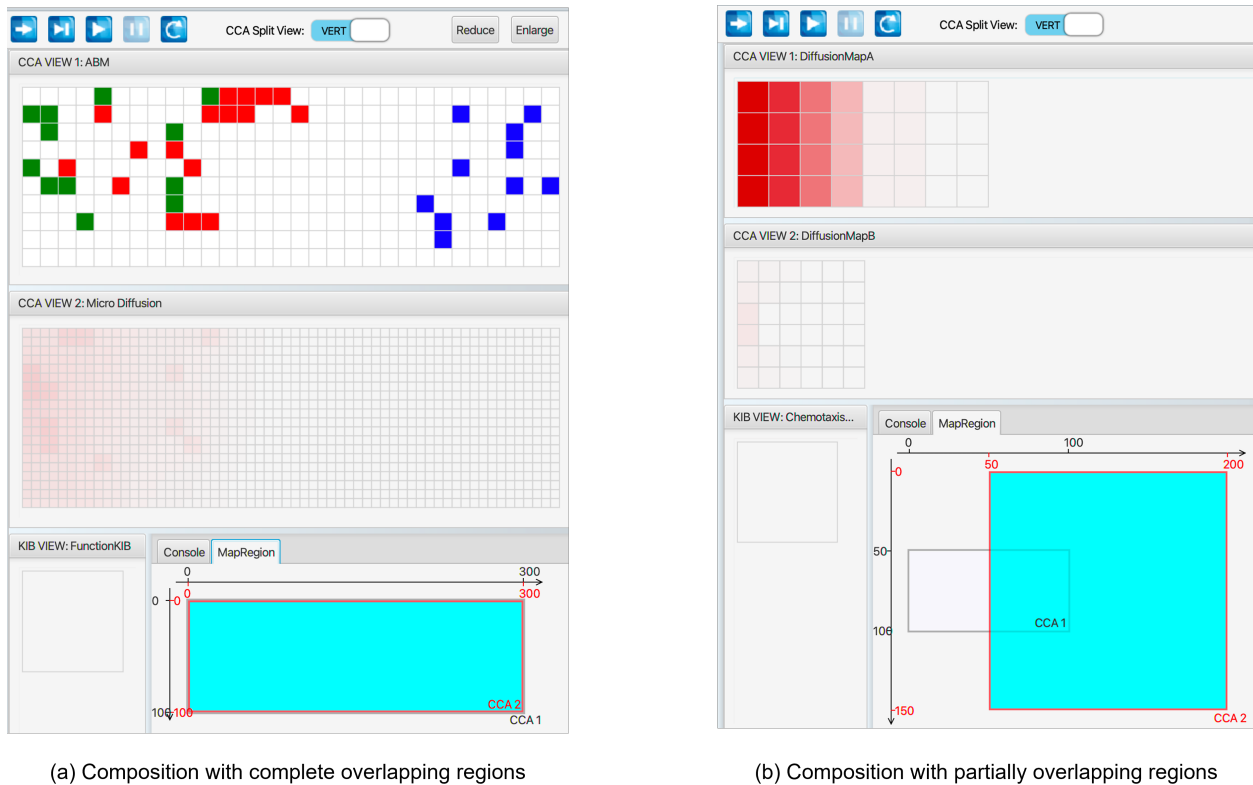 CCA Split View: VERT Reduce Enlarge
CCA VIEW 1: ABM
CCA VIEW 2: Micro Diffusion
KIB VIEW: FunctionKIB
Console MapRegion
0 300
0 300
0 0
100 100
CCA 2
CCA 1
(a) Composition with complete overlapping regions
CCA Split View: VERT
CCA VIEW 1: DiffusionMapA
CCA VIEW 2: DiffusionMapB
KIB VIEW: Chemotaxis...
Console MapRegion
0 100
50 200
0
50
CCA 1
100
150
CCA 2
(b) Composition with partially overlapping regions